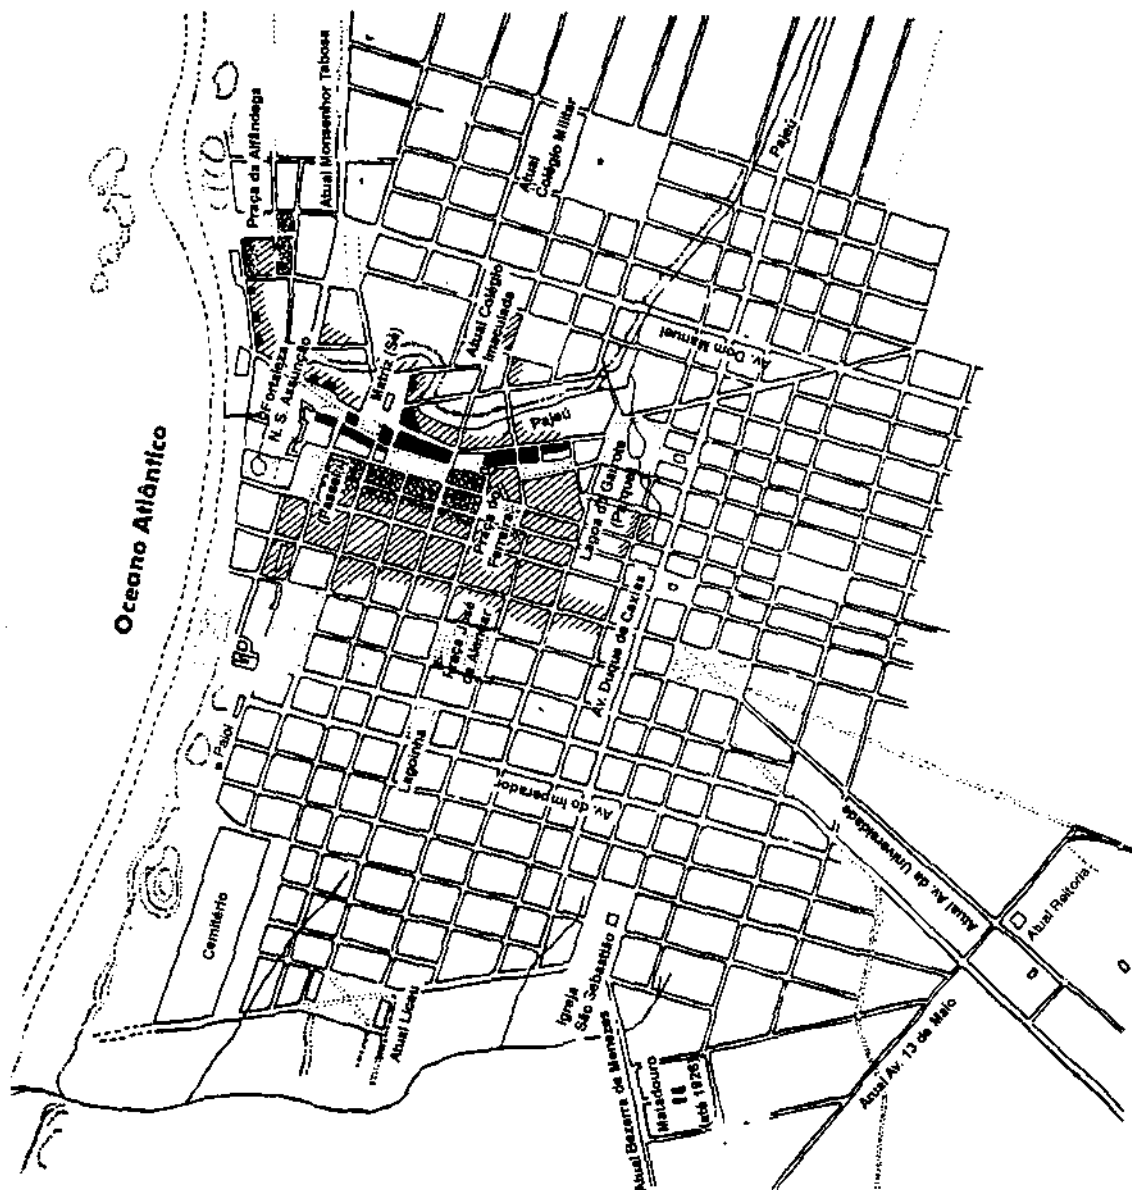 Oceano Atlântico
Praça da Alfândega
Atual Monsenhor Tabosa
Atual
Colégio Militar
Pajeú
Fortaleza
N. S. Assunção
Matriz (Sé)
Atual Colégio
Imaculada
Av. Dom Manuel
Pajeú
(Passeio)
Praça do
Ferreira
Lagoa do Garrote
(Parque)
Praça José
de Alencar
Av. Duque de Caxias
Paiol
Lagoinha
Av. do Imperador
Cemitério
Atual Liceu
Igreja
São Sebastião
Atual Bezerra de Menezes
Matadouro
(até 1926)
Atual Av. da Universidade
Atual Reitoria
Atual Av. 13 de Maio